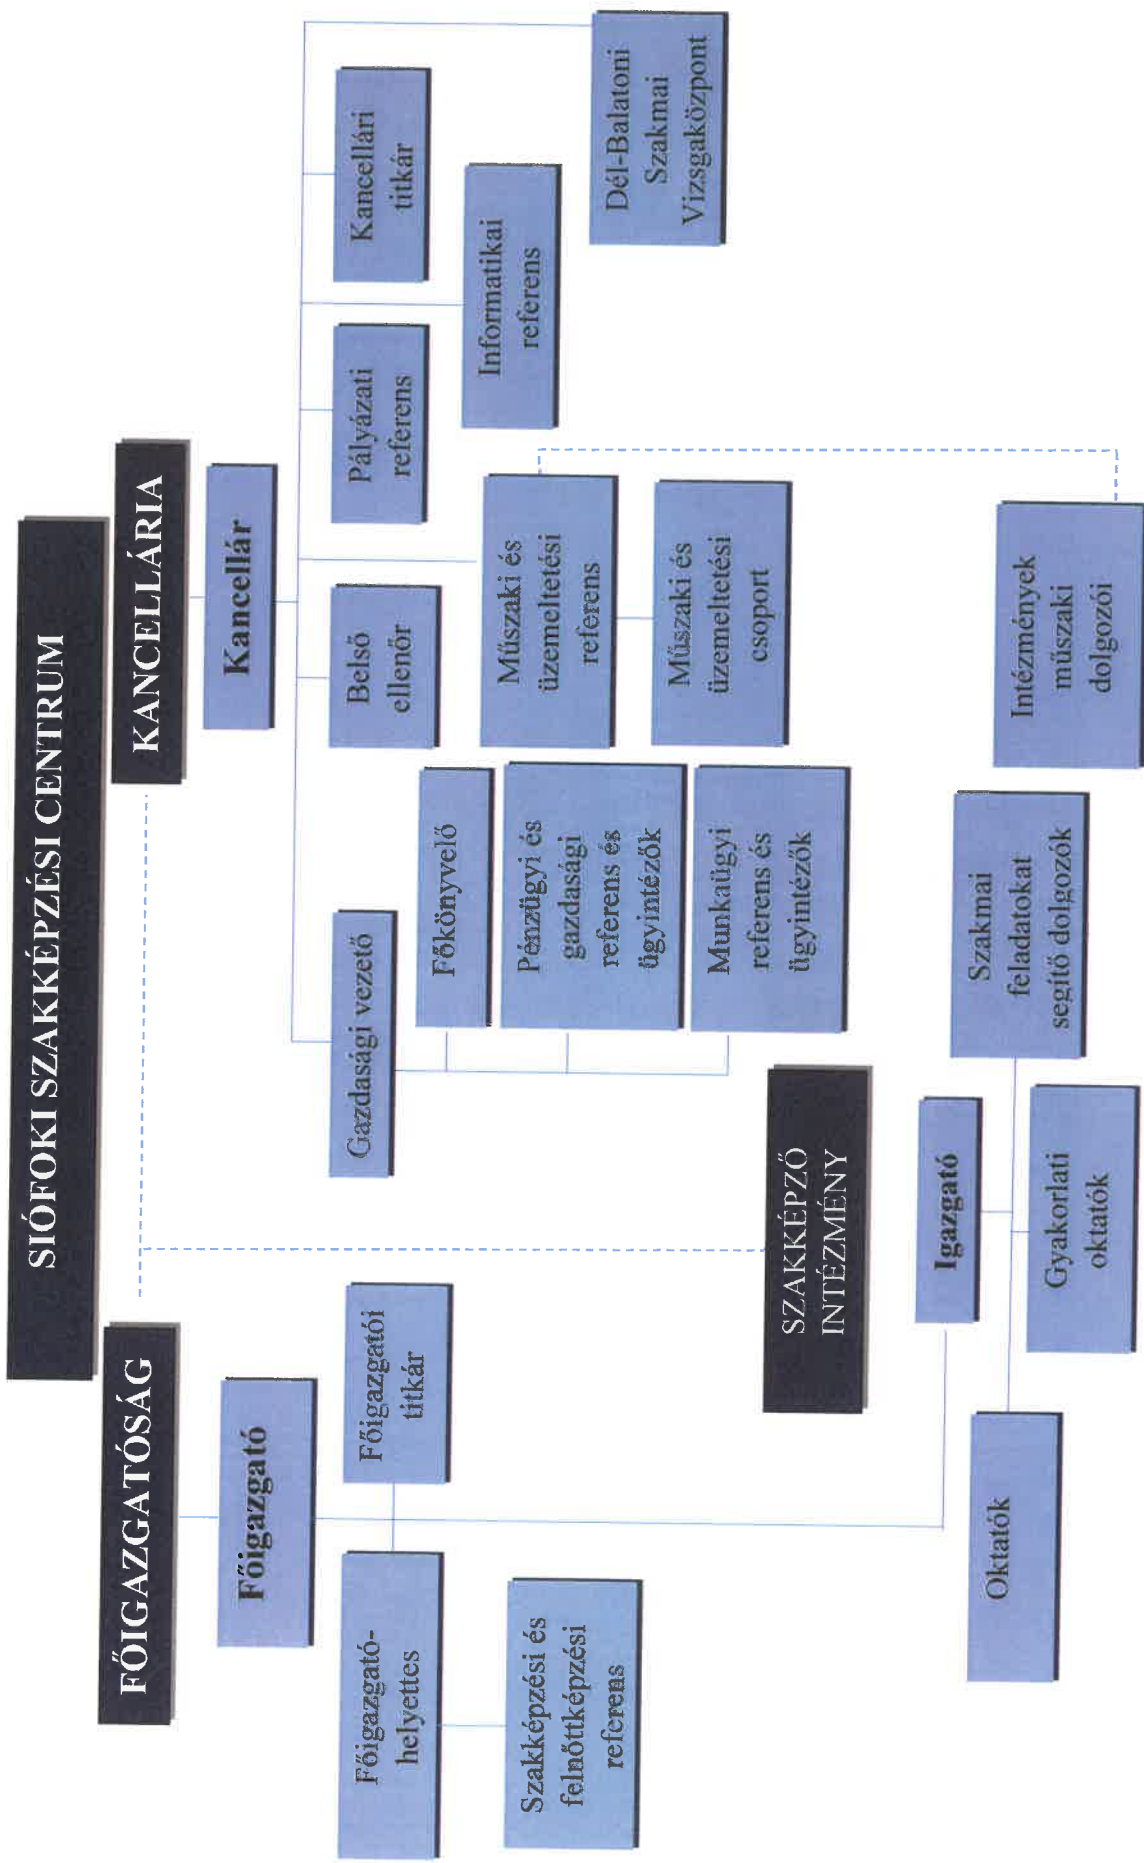 SIÓFOKI SZAKKÉPZÉSI CENTRUM
FŐIGAZGATÓSÁG
KANCELLÁRIA
Főigazgató
Kancellár
Főigazgató-
helyettes
Főigazgatói
titkár
Szakképzési és
felnőttképzési
referens
Gazdasági vezető
Belső
ellenőr
Pályázati
referens
Kancellári
titkár
Főkönyvelő
Pénzügyi és
gazdasági
referens és
ügyintézők
Munkaügyi
referens és
ügyintézők
Műszaki és
üzemeltetési
referens
Műszaki és
üzemeltetési
csoport
Informatikai
referens
Dél-Balatoni
Szakmai
Vizsgaközpont
SZAKKÉPZŐ
INTÉZMÉNY
Igazgató
Oktatók
Gyakorlati
oktatók
Szakmai
feladatokat
segítő dolgozók
Intézmények
műszaki
dolgozói